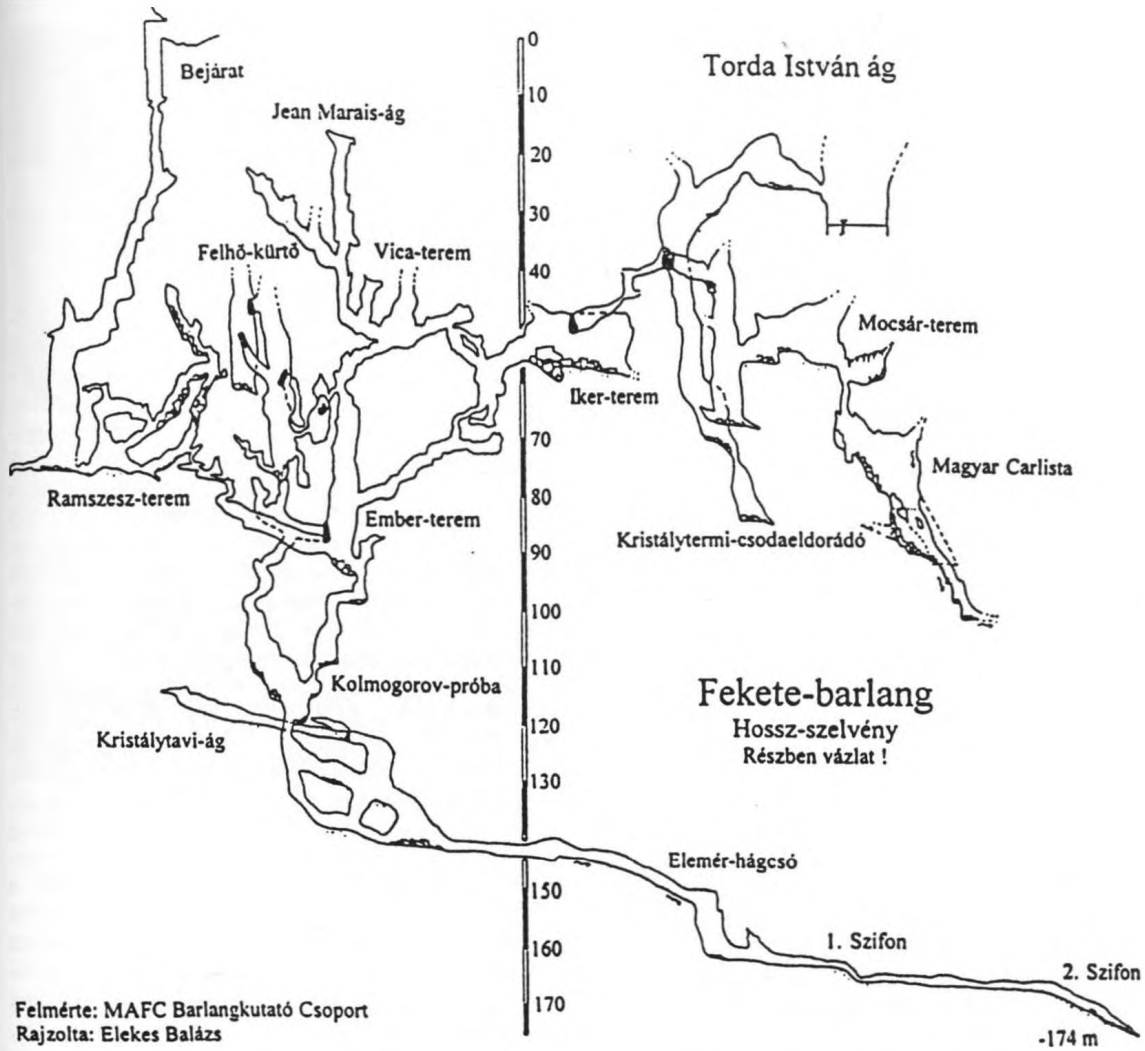 Bejárat
Torda István ág
Jean Marais-ág
Felhő-kürtő
Vica-terem
Mocsár-terem
Iker-terem
Magyar Carlista
Ramszesz-terem
Ember-terem
Kristálytermi-csodaeldorádó
Kolmogorov-próba
Kristálytavi-ág
Fekete-barlang
Hossz-szelvény
Részben vázlat !
Elemér-hágcsó
1. Szifon
2. Szifon
-174 m
0
10
20
30
40
70
80
90
100
110
120
130
150
160
170
Felmérte: MAFC Barlangkutató Csoport
Rajzolta: Elekes Balázs